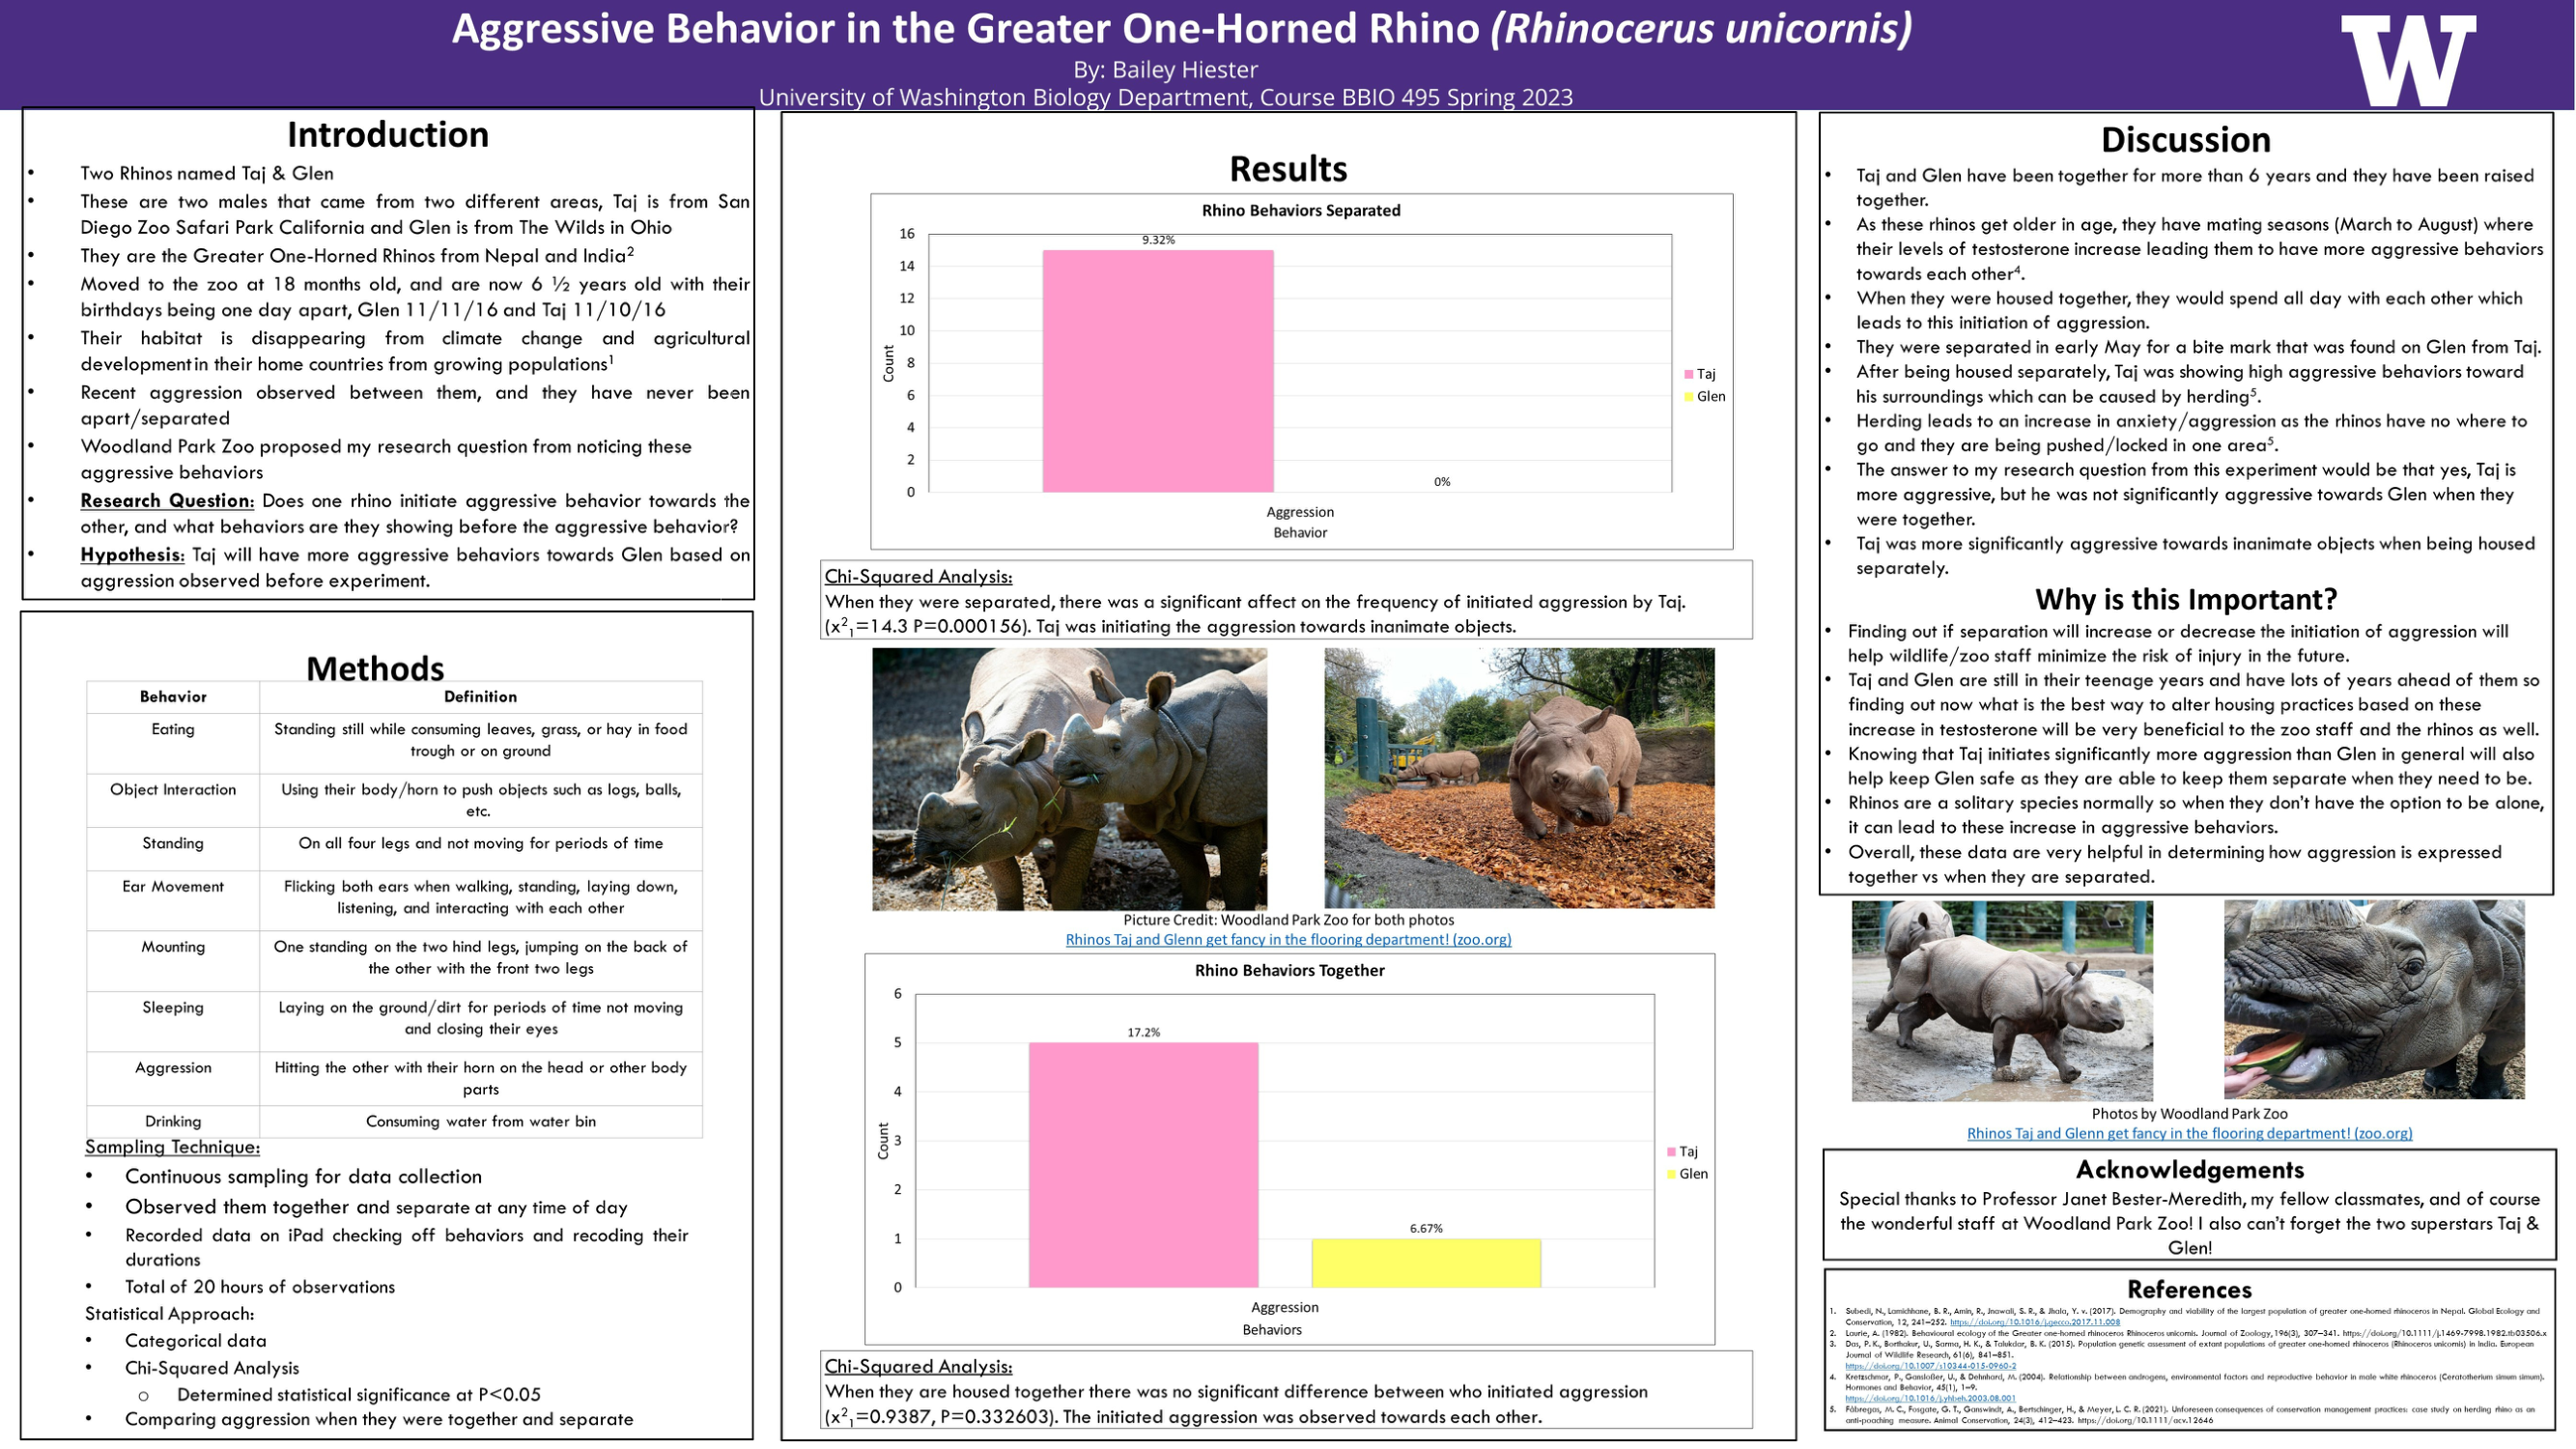 Aggressive Behavior in the Greater One-Horned Rhino (Rhinocerus unicornis)
By: Bailey Hiester
University of Washington Biology Department, Course BBIO 495 Spring 2023
W
Introduction
• Two Rhinos named Taj & Glen
• These are two males that came from two different areas, Taj is from San
Diego Zoo Safari Park California and Glen is from The Wilds in Ohio
• They are the Greater One-Horned Rhinos from Nepal and India²
• Moved to the zoo at 18 months old, and are now 6 ½ years old with their
birthdays being one day apart, Glen 11/11/16 and Taj 11/10/16
• Their habitat is disappearing from climate change and agricultural
development in their home countries from growing populations¹
• Recent aggression observed between them, and they have never been
apart/separated
• Woodland Park Zoo proposed my research question from noticing these
aggressive behaviors
• Research Question: Does one rhino initiate aggressive behavior towards the
other, and what behaviors are they showing before the aggressive behavior?
• Hypothesis: Taj will have more aggressive behaviors towards Glen based on
aggression observed before experiment.
Methods
Behavior Definition
Eating Standing still while consuming leaves, grass, or hay in food
trough or on ground
Object Interaction Using their body/horn to push objects such as logs, balls,
etc.
Standing On all four legs and not moving for periods of time
Ear Movement Flicking both ears when walking, standing, laying down,
listening, and interacting with each other
Mounting One standing on the two hind legs, jumping on the back of
the other with the front two legs
Sleeping Laying on the ground/dirt for periods of time not moving
and closing their eyes
Aggression Hitting the other with their horn on the head or other body
parts
Drinking Consuming water from water bin
Sampling Technique:
• Continuous sampling for data collection
• Observed them together and separate at any time of day
• Recorded data on iPad checking off behaviors and recoding their
durations
• Total of 20 hours of observations
Statistical Approach:
• Categorical data
• Chi-Squared Analysis
o Determined statistical significance at P<0.05
• Comparing aggression when they were together and separate
Results
Rhino Behaviors Separated
16
14
12
10
8
6
4
2
0
Count
9.32%
0%
Aggression
Behavior
Taj
Glen
Chi-Squared Analysis:
When they were separated, there was a significant affect on the frequency of initiated aggression by Taj.
(x²₁=14.3 P=0.000156). Taj was initiating the aggression towards inanimate objects.
Picture Credit: Woodland Park Zoo for both photos
Rhinos Taj and Glenn get fancy in the flooring department! (zoo.org)
Rhino Behaviors Together
6
5
4
3
2
1
0
Count
17.2%
6.67%
Aggression
Behaviors
Taj
Glen
Chi-Squared Analysis:
When they are housed together there was no significant difference between who initiated aggression
(x²₁=0.9387, P=0.332603). The initiated aggression was observed towards each other.
Discussion
• Taj and Glen have been together for more than 6 years and they have been raised
together.
• As these rhinos get older in age, they have mating seasons (March to August) where
their levels of testosterone increase leading them to have more aggressive behaviors
towards each other⁴.
• When they were housed together, they would spend all day with each other which
leads to this initiation of aggression.
• They were separated in early May for a bite mark that was found on Glen from Taj.
• After being housed separately, Taj was showing high aggressive behaviors toward
his surroundings which can be caused by herding⁵.
• Herding leads to an increase in anxiety/aggression as the rhinos have no where to
go and they are being pushed/locked in one area⁵.
• The answer to my research question from this experiment would be that yes, Taj is
more aggressive, but he was not significantly aggressive towards Glen when they
were together.
• Taj was more significantly aggressive towards inanimate objects when being housed
separately.
Why is this Important?
• Finding out if separation will increase or decrease the initiation of aggression will
help wildlife/zoo staff minimize the risk of injury in the future.
• Taj and Glen are still in their teenage years and have lots of years ahead of them so
finding out now what is the best way to alter housing practices based on these
increase in testosterone will be very beneficial to the zoo staff and the rhinos as well.
• Knowing that Taj initiates significantly more aggression than Glen in general will also
help keep Glen safe as they are able to keep them separate when they need to be.
• Rhinos are a solitary species normally so when they don't have the option to be alone,
it can lead to these increase in aggressive behaviors.
• Overall, these data are very helpful in determining how aggression is expressed
together vs when they are separated.
Photos by Woodland Park Zoo
Rhinos Taj and Glenn get fancy in the flooring department! (zoo.org)
Acknowledgements
Special thanks to Professor Janet Bester-Meredith, my fellow classmates, and of course
the wonderful staff at Woodland Park Zoo! I also can't forget the two superstars Taj &
Glen!
References
1. Subedi, N., Lamichhane, B. R., Amin, R., Jnawali, S. R., & Jhala, Y. v. (2017). Demography and viability of the largest population of greater one-horned rhinoceros in Nepal. Global Ecology and
Conservation, 12, 241–252. https://doi.org/10.1016/j.gecco.2017.11.008
2. Laurie, A. (1982). Behavioural ecology of the Greater one-horned rhinoceros Rhinoceros unicornis. Journal of Zoology, 196(3), 307–341. https://doi.org/10.1111/j.1469-7998.1982.tb03506.x
3. Das, P. K., Borthakur, U., Sarma, H. K., & Talukdar, B. K. (2015). Population genetic assessment of extant populations of greater one-horned rhinoceros (Rhinoceros unicornis) in India. European
Journal of Wildlife Research, 61(6), 841–851.
https://doi.org/10.1007/s10344-015-0960-2
4. Kretzschmar, P., Gansloßer, U., & Dehnhard, M. (2004). Relationship between androgens, environmental factors and reproductive behavior in male white rhinoceros (Ceratotherium simum simum).
Hormones and Behavior, 45(1), 1–9.
https://doi.org/10.1016/j.yhbeh.2003.08.001
5. Fàbregas, M. C., Fosgate, G. T., Ganswindt, A., Bertschinger, H., & Meyer, L. C. R. (2021). Unforeseen consequences of conservation management practices: case study on herding rhino as an
anti-poaching measure. Animal Conservation, 24(3), 412–423. https://doi.org/10.1111/acv.12646